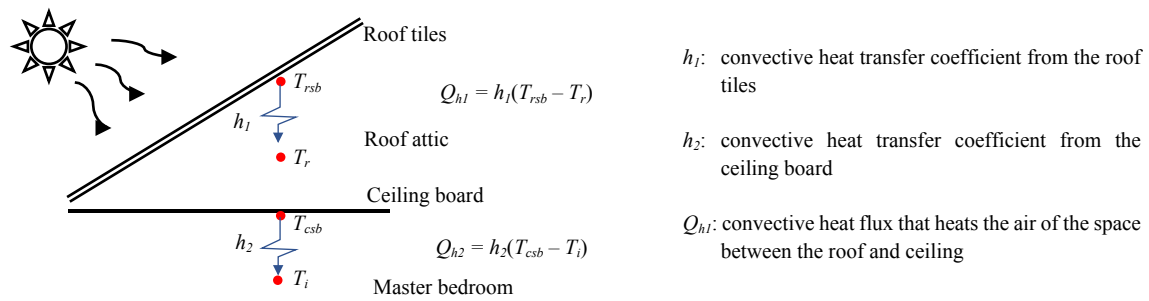 Roof tiles
T_rsb
Q_h1 = h_1(T_rsb – T_r)
h_1
Roof attic
T_r
Ceiling board
T_csb
h_2
Q_h2 = h_2(T_csb – T_i)
T_i
Master bedroom
h_1: convective heat transfer coefficient from the roof
tiles
h_2: convective heat transfer coefficient from the
ceiling board
Q_h1: convective heat flux that heats the air of the space
between the roof and ceiling